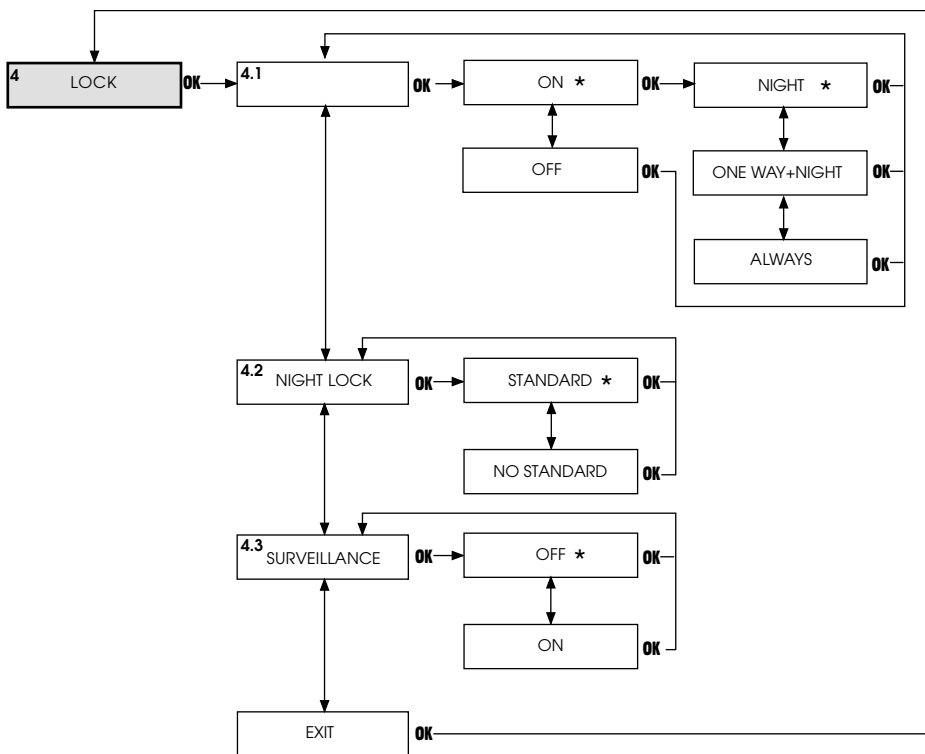 4
LOCK
OK
4.1
OK
ON *
OK
NIGHT *
OK
OFF
OK
ONE WAY+NIGHT
OK
ALWAYS
OK
4.2
NIGHT LOCK
OK
STANDARD *
OK
NO STANDARD
OK
4.3
SURVEILLANCE
OK
OFF *
OK
ON
OK
EXIT
OK